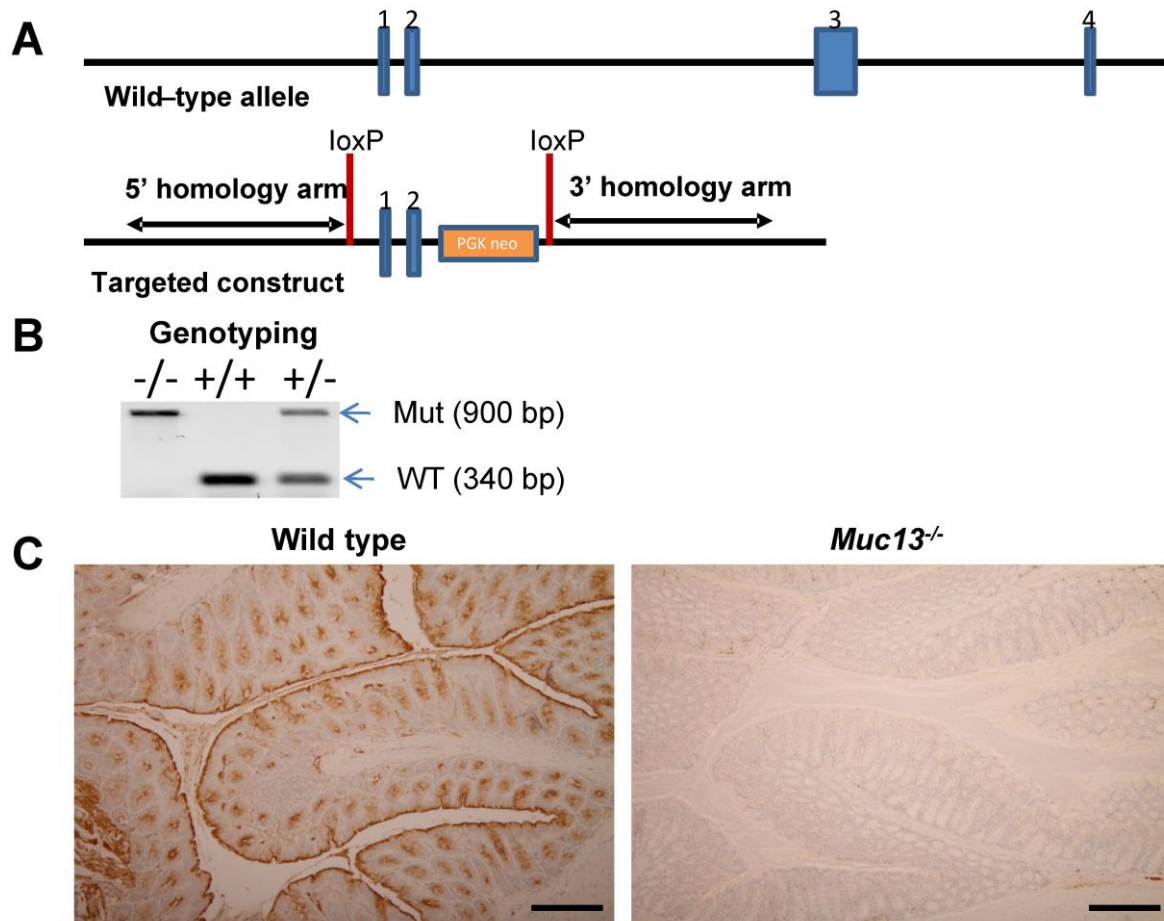 A
1 2 3 4
Wild–type allele
loxP loxP
5' homology arm 3' homology arm
1 2
PGK neo
Targeted construct
B
Genotyping
-/- +/+ +/-
Mut (900 bp)
WT (340 bp)
C
Wild type Muc13-/-